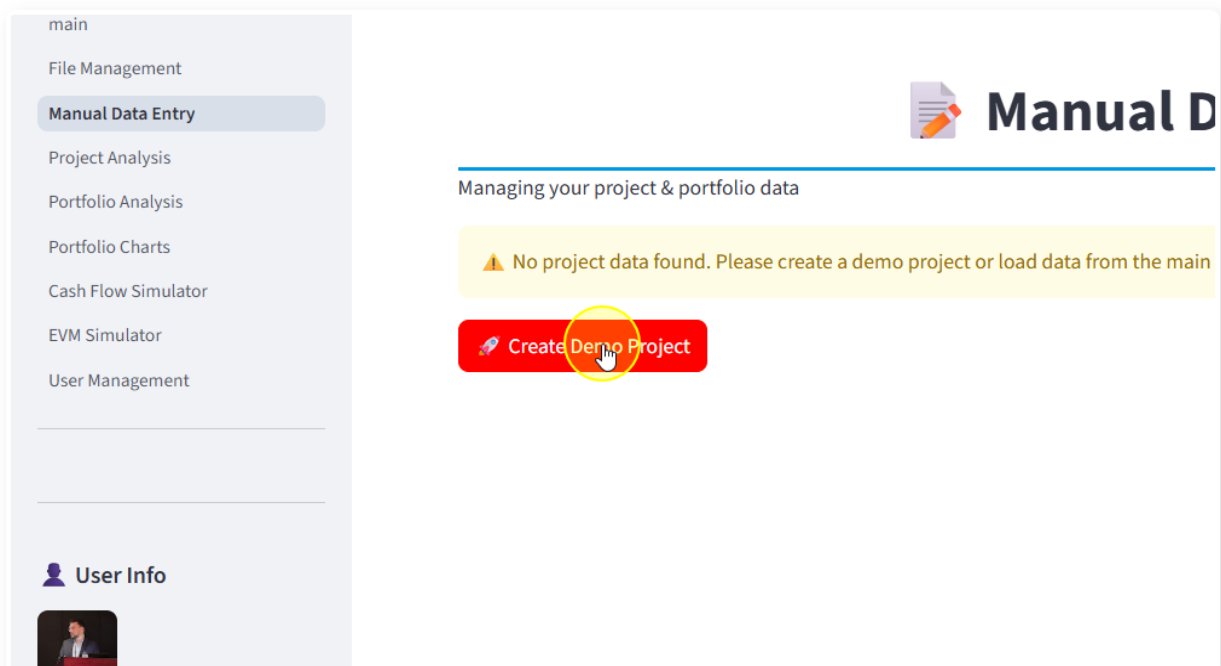 main
File Management
Manual Data Entry
Project Analysis
Portfolio Analysis
Portfolio Charts
Cash Flow Simulator
EVM Simulator
User Management
User Info
Manual D
Managing your project & portfolio data
No project data found. Please create a demo project or load data from the main
Create Demo Project